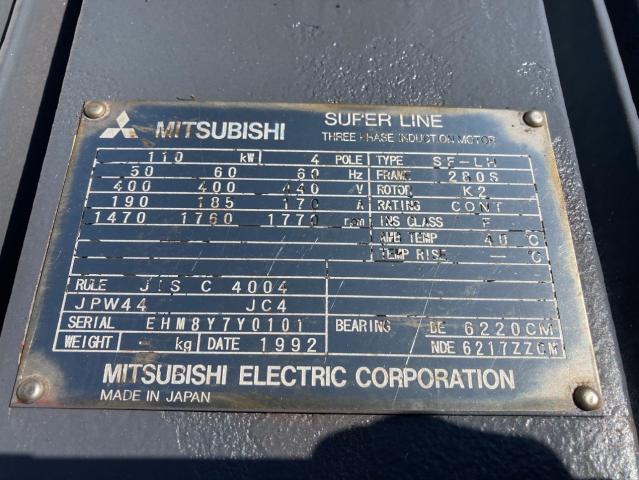 MITSUBISHI SUPER LINE
THREE PHASE INDUCTION MOTOR
110 kW 4 POLE TYPE SF-LH
50 60 60 Hz FRAME 280S
400 400 440 V ROTOR K2
190 185 170 A RATING CONT
1470 1760 1770 rpm INS CLASS F
AMB TEMP 40 °C
TEMP RISE — °C
RULE JIS C 4004
JPW44 JC4
SERIAL EHM8Y7Y0101 BEARING DE 6220CM
WEIGHT - kg DATE 1992 NDE 6217ZZCM
MITSUBISHI ELECTRIC CORPORATION
MADE IN JAPAN